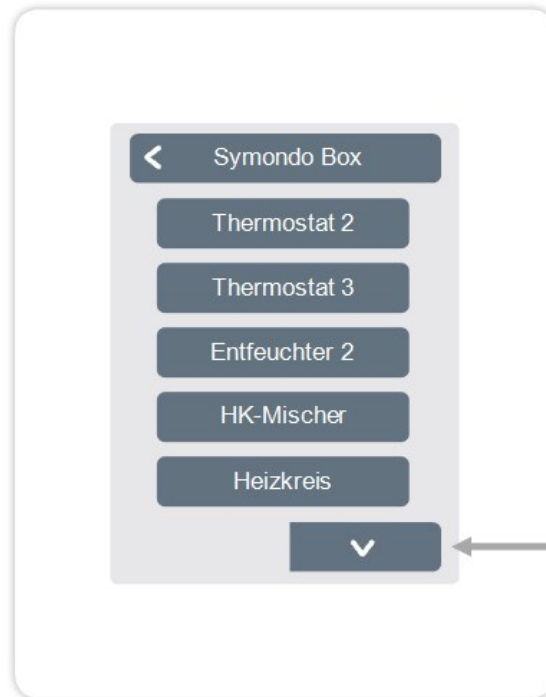 Symondo Box
Thermostat 2
Thermostat 3
Entfeuchter 2
HK-Mischer
Heizkreis